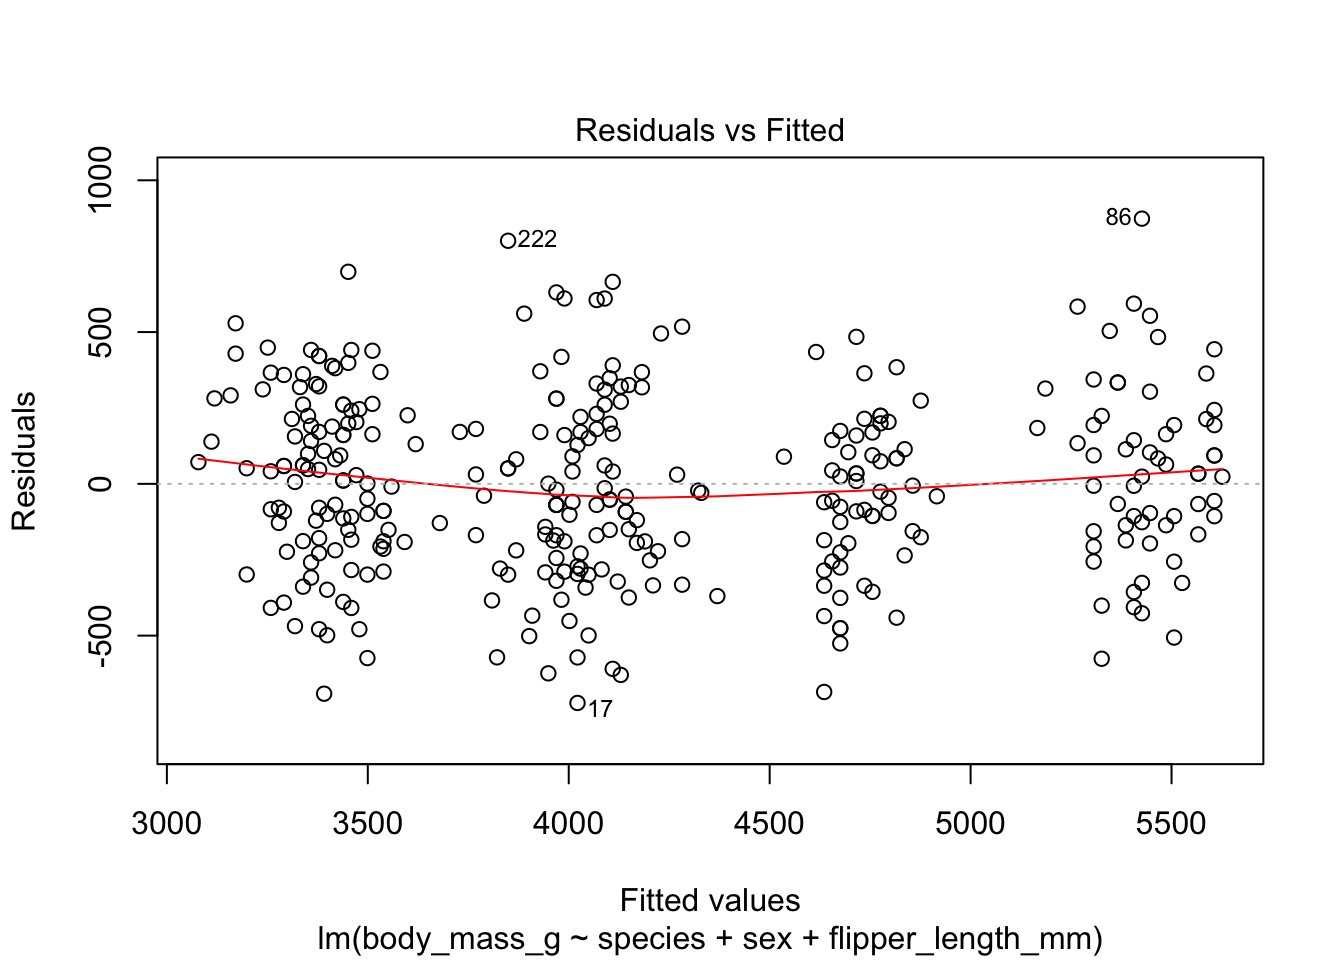 Residuals vs Fitted
1000
500
0
-500
Residuals
222
86
17
3000 3500 4000 4500 5000 5500
Fitted values
lm(body_mass_g ~ species + sex + flipper_length_mm)